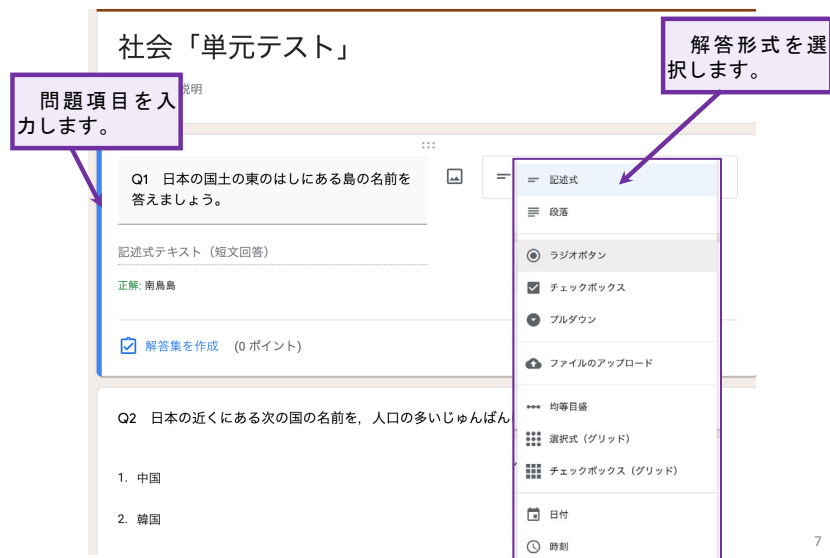 社会「単元テスト」
説明
問題項目を入
力します。
解答形式を選
択します。
Q1 日本の国土の東のはしにある島の名前を
答えましょう。
記述式テキスト（短文回答）
正解: 南鳥島
解答集を作成 (0 ポイント)
記述式
段落
ラジオボタン
チェックボックス
プルダウン
ファイルのアップロード
均等目盛
選択式（グリッド）
チェックボックス（グリッド）
日付
時刻
Q2 日本の近くにある次の国の名前を，人口の多いじゅんばん
1. 中国
2. 韓国
7